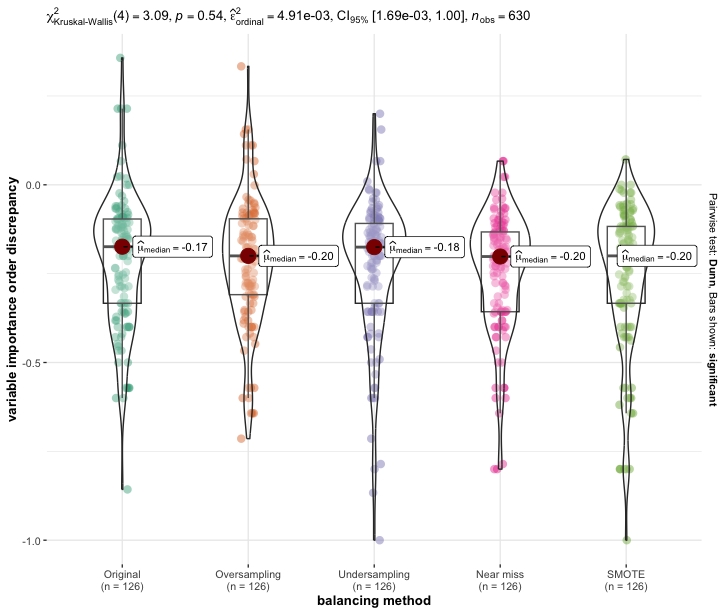 χ²Kruskal-Wallis(4) = 3.09, p = 0.54, ε̂²ordinal = 4.91e-03, CI95% [1.69e-03, 1.00], nobs = 630
variable importance order discrepancy
0.0
-0.5
-1.0
μ̂median = -0.17
μ̂median = -0.20
μ̂median = -0.18
μ̂median = -0.20
μ̂median = -0.20
Pairwise test: Dunn, Bars shown: significant
Original
(n = 126)
Oversampling
(n = 126)
Undersampling
(n = 126)
Near miss
(n = 126)
SMOTE
(n = 126)
balancing method